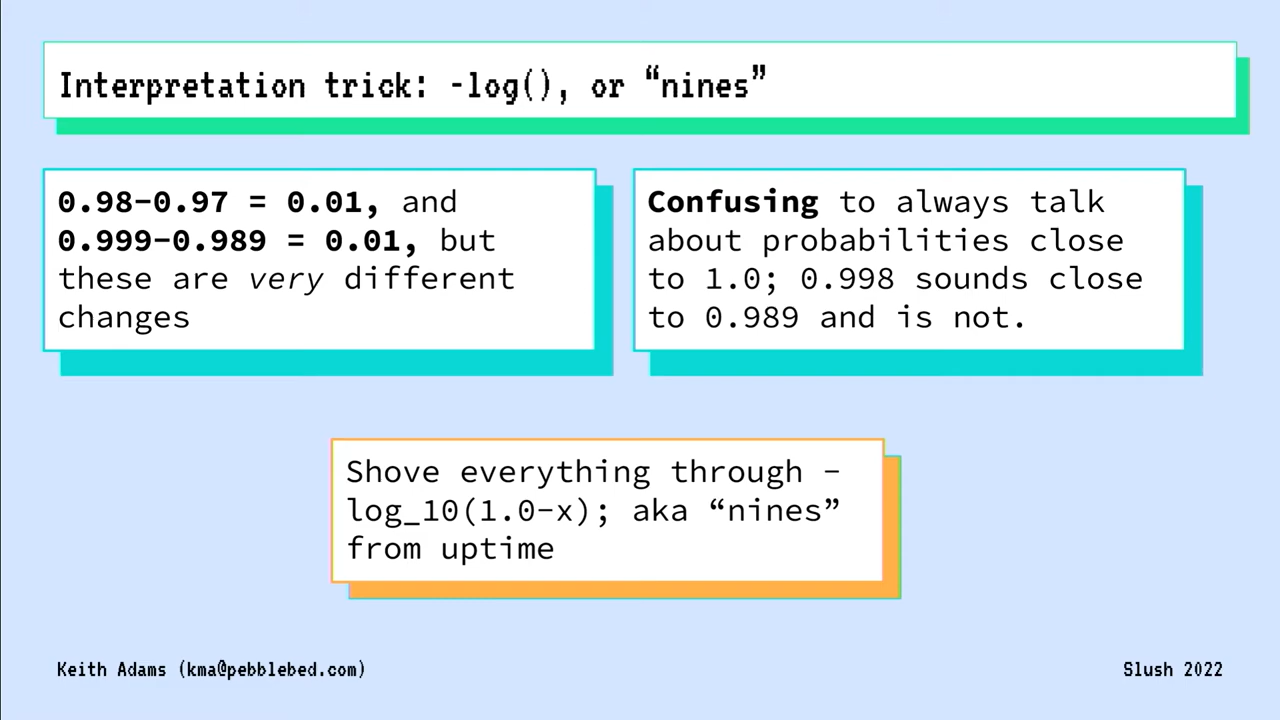 Interpretation trick: -log(), or “nines”
0.98-0.97 = 0.01, and
0.999-0.989 = 0.01, but
these are very different
changes
Confusing to always talk
about probabilities close
to 1.0; 0.998 sounds close
to 0.989 and is not.
Shove everything through -
log_10(1.0-x); aka “nines”
from uptime
Keith Adams (kma@pebblebed.com)
Slush 2022